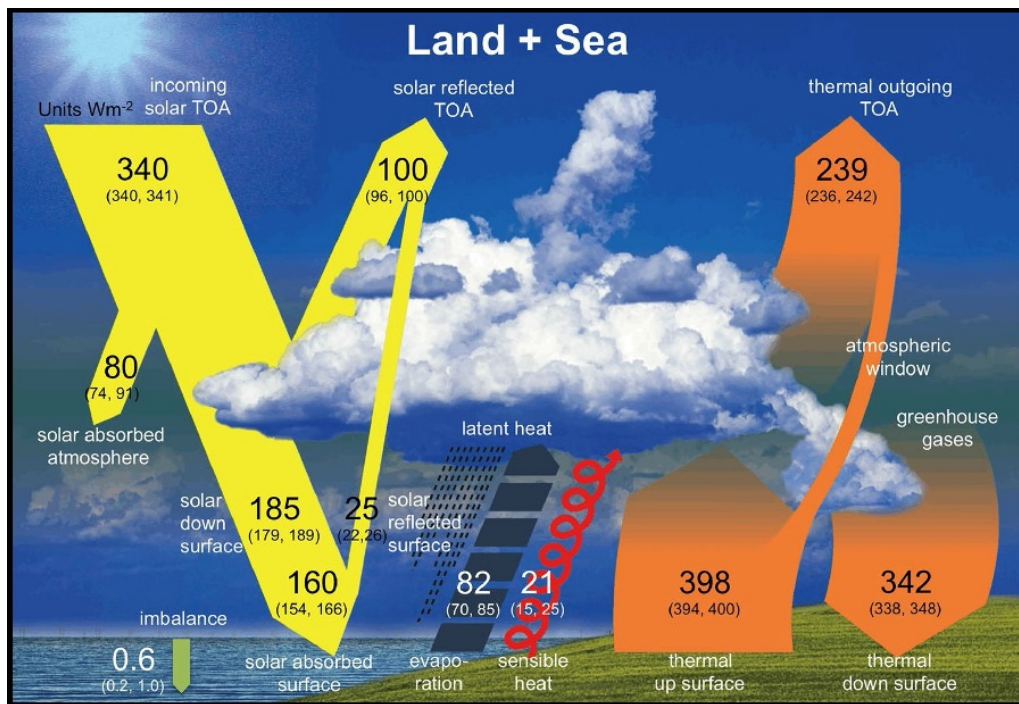 Land + Sea
Units Wm-2
incoming
solar TOA
340
(340, 341)
solar reflected
TOA
100
(96, 100)
thermal outgoing
TOA
239
(236, 242)
80
(74, 91)
solar absorbed
atmosphere
atmospheric
window
greenhouse
gases
latent heat
solar
down
surface
185
(179, 189)
25
(22,26)
solar
reflected
surface
160
(154, 166)
82
(70, 85)
21
(15, 25)
398
(394, 400)
342
(338, 348)
imbalance
0.6
(0.2, 1.0)
solar absorbed
surface
evapo-
ration
sensible
heat
thermal
up surface
thermal
down surface